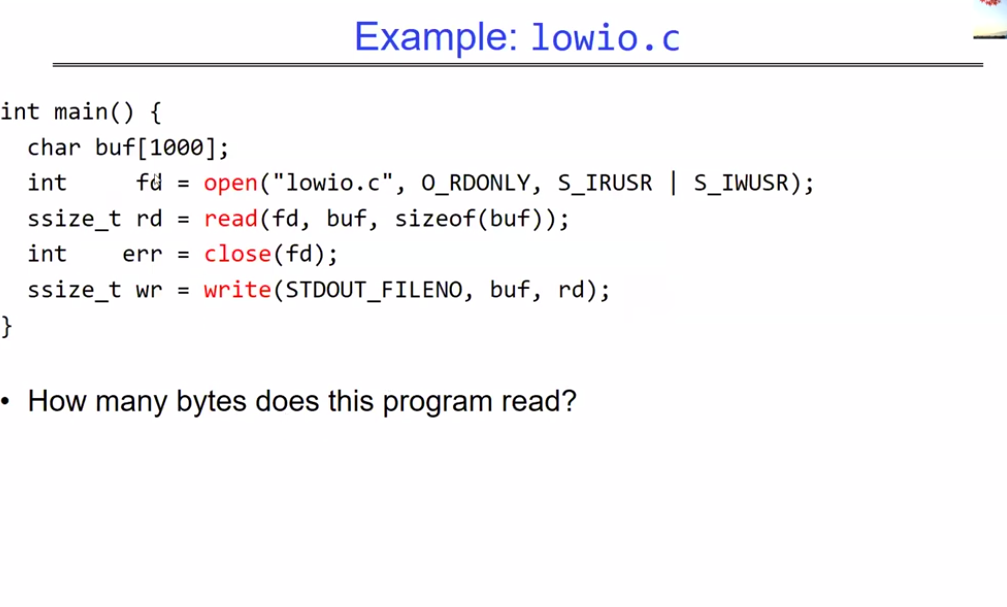 Example: lowio.c
int main() {
  char buf[1000];
  int     fd = open("lowio.c", O_RDONLY, S_IRUSR | S_IWUSR);
  ssize_t rd = read(fd, buf, sizeof(buf));
  int    err = close(fd);
  ssize_t wr = write(STDOUT_FILENO, buf, rd);
}
• How many bytes does this program read?